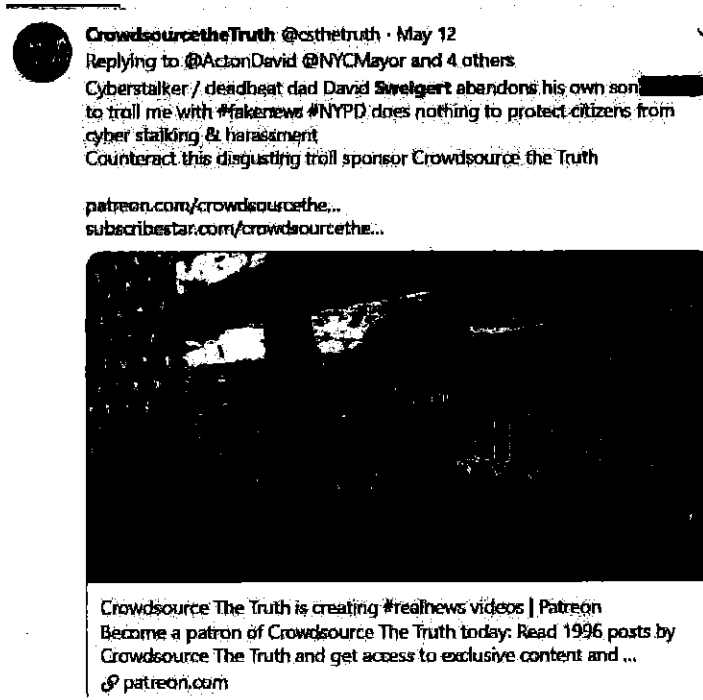 CrowdsourcetheTruth @csthetruth · May 12
Replying to @ActonDavid @NYCMayor and 4 others
Cyberstalker / deadbeat dad David Sweigert abandons his own son
to troll me with #fakenews #NYPD does nothing to protect citizens from
cyber stalking & harassment
Counteract this disgusting troll sponsor Crowdsource the Truth
patreon.com/crowdsourcethe...
subscribestar.com/crowdsourcethe...
Crowdsource The Truth is creating #realnews videos | Patreon
Become a patron of Crowdsource The Truth today: Read 1996 posts by
Crowdsource The Truth and get access to exclusive content and ...
patreon.com